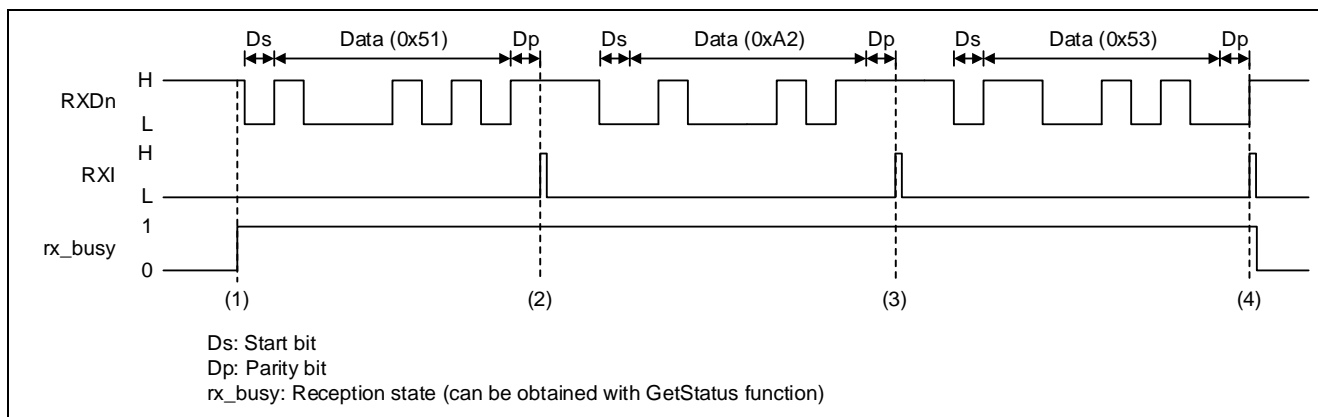 Ds Data (0x51) Dp Ds Data (0xA2) Dp Ds Data (0x53) Dp
H
RXDn
L
H
RXI
L
1
rx_busy
0
(1) (2) (3) (4)
Ds: Start bit
Dp: Parity bit
rx_busy: Reception state (can be obtained with GetStatus function)